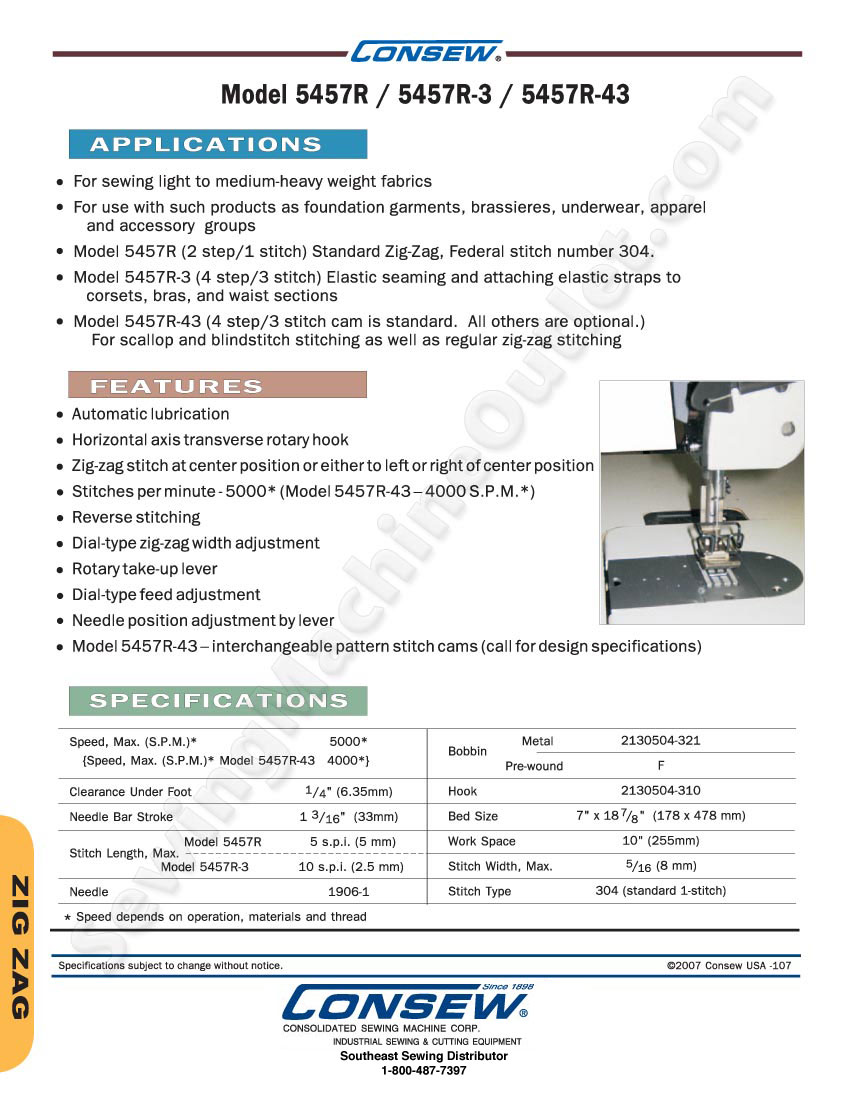 CONSEW®
Model 5457R / 5457R-3 / 5457R-43
APPLICATIONS
• For sewing light to medium-heavy weight fabrics
• For use with such products as foundation garments, brassieres, underwear, apparel
and accessory groups
• Model 5457R (2 step/1 stitch) Standard Zig-Zag, Federal stitch number 304.
• Model 5457R-3 (4 step/3 stitch) Elastic seaming and attaching elastic straps to
corsets, bras, and waist sections
• Model 5457R-43 (4 step/3 stitch cam is standard. All others are optional.)
For scallop and blindstitch stitching as well as regular zig-zag stitching
FEATURES
• Automatic lubrication
• Horizontal axis transverse rotary hook
• Zig-zag stitch at center position or either to left or right of center position
• Stitches per minute - 5000* (Model 5457R-43 – 4000 S.P.M.*)
• Reverse stitching
• Dial-type zig-zag width adjustment
• Rotary take-up lever
• Dial-type feed adjustment
• Needle position adjustment by lever
• Model 5457R-43 – interchangeable pattern stitch cams (call for design specifications)
SPECIFICATIONS
Speed, Max. (S.P.M.)* 5000*
{Speed, Max. (S.P.M.)* Model 5457R-43 4000*}
Clearance Under Foot 1/4" (6.35mm)
Needle Bar Stroke 1 3/16" (33mm)
Stitch Length, Max. Model 5457R 5 s.p.i. (5 mm)
Model 5457R-3 10 s.p.i. (2.5 mm)
Needle 1906-1
Bobbin Metal 2130504-321
Pre-wound F
Hook 2130504-310
Bed Size 7" x 18 7/8" (178 x 478 mm)
Work Space 10" (255mm)
Stitch Width, Max. 5/16 (8 mm)
Stitch Type 304 (standard 1-stitch)
* Speed depends on operation, materials and thread
ZIG ZAG
Specifications subject to change without notice. ©2007 Consew USA -107
Since 1898
CONSEW®
CONSOLIDATED SEWING MACHINE CORP.
INDUSTRIAL SEWING & CUTTING EQUIPMENT
Southeast Sewing Distributor
1-800-487-7397
SewingMachineOutlet.com